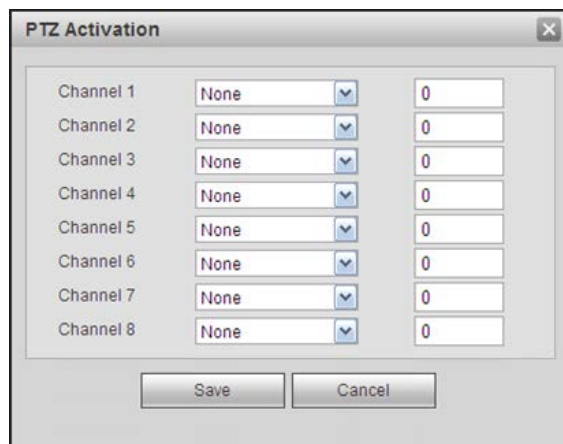 PTZ Activation
Channel 1 None 0
Channel 2 None 0
Channel 3 None 0
Channel 4 None 0
Channel 5 None 0
Channel 6 None 0
Channel 7 None 0
Channel 8 None 0
Save Cancel